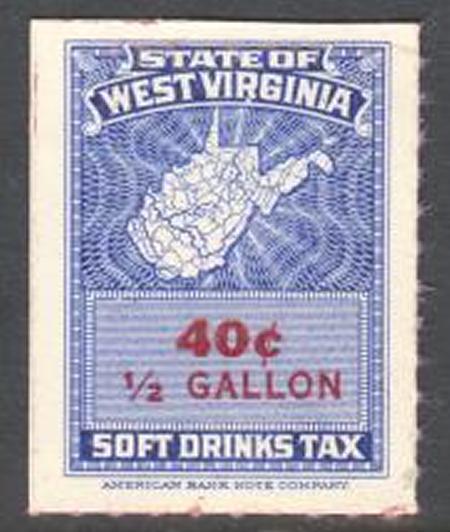 STATE OF
WEST VIRGINIA
40¢
½ GALLON
SOFT DRINKS TAX
AMERICAN BANK NOTE COMPANY.